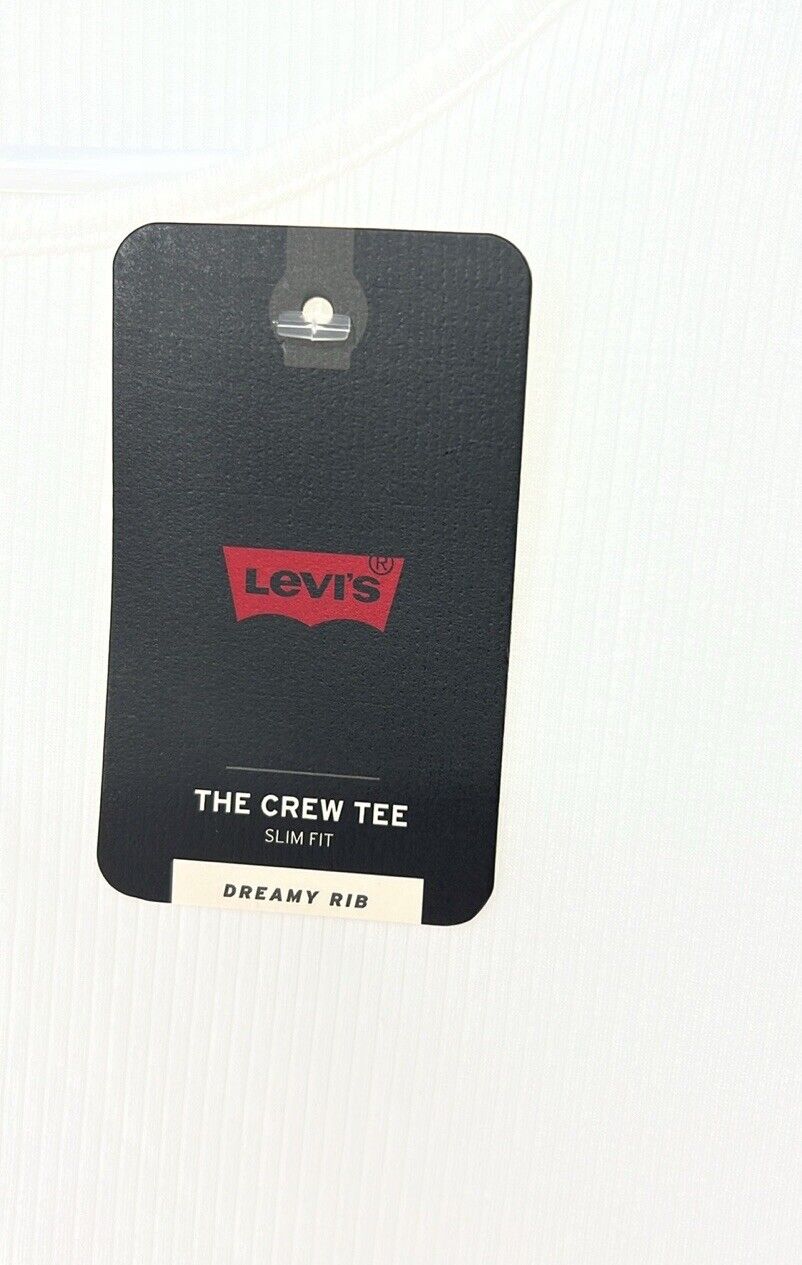 LEVI'S®
THE CREW TEE
SLIM FIT
DREAMY RIB